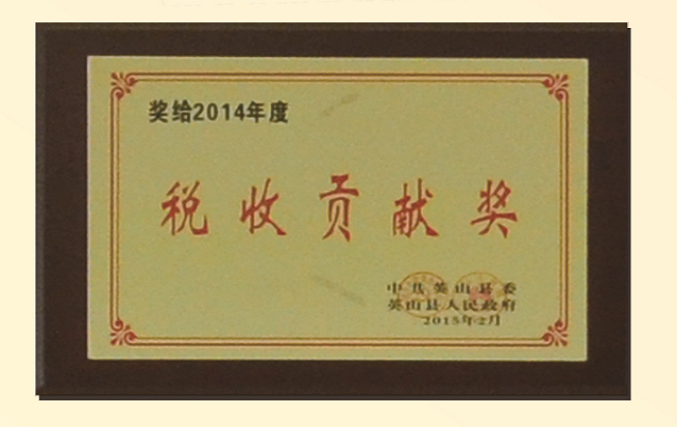 奖给2014年度
税收贡献奖
中共英山县委
英山县人民政府
2015年2月